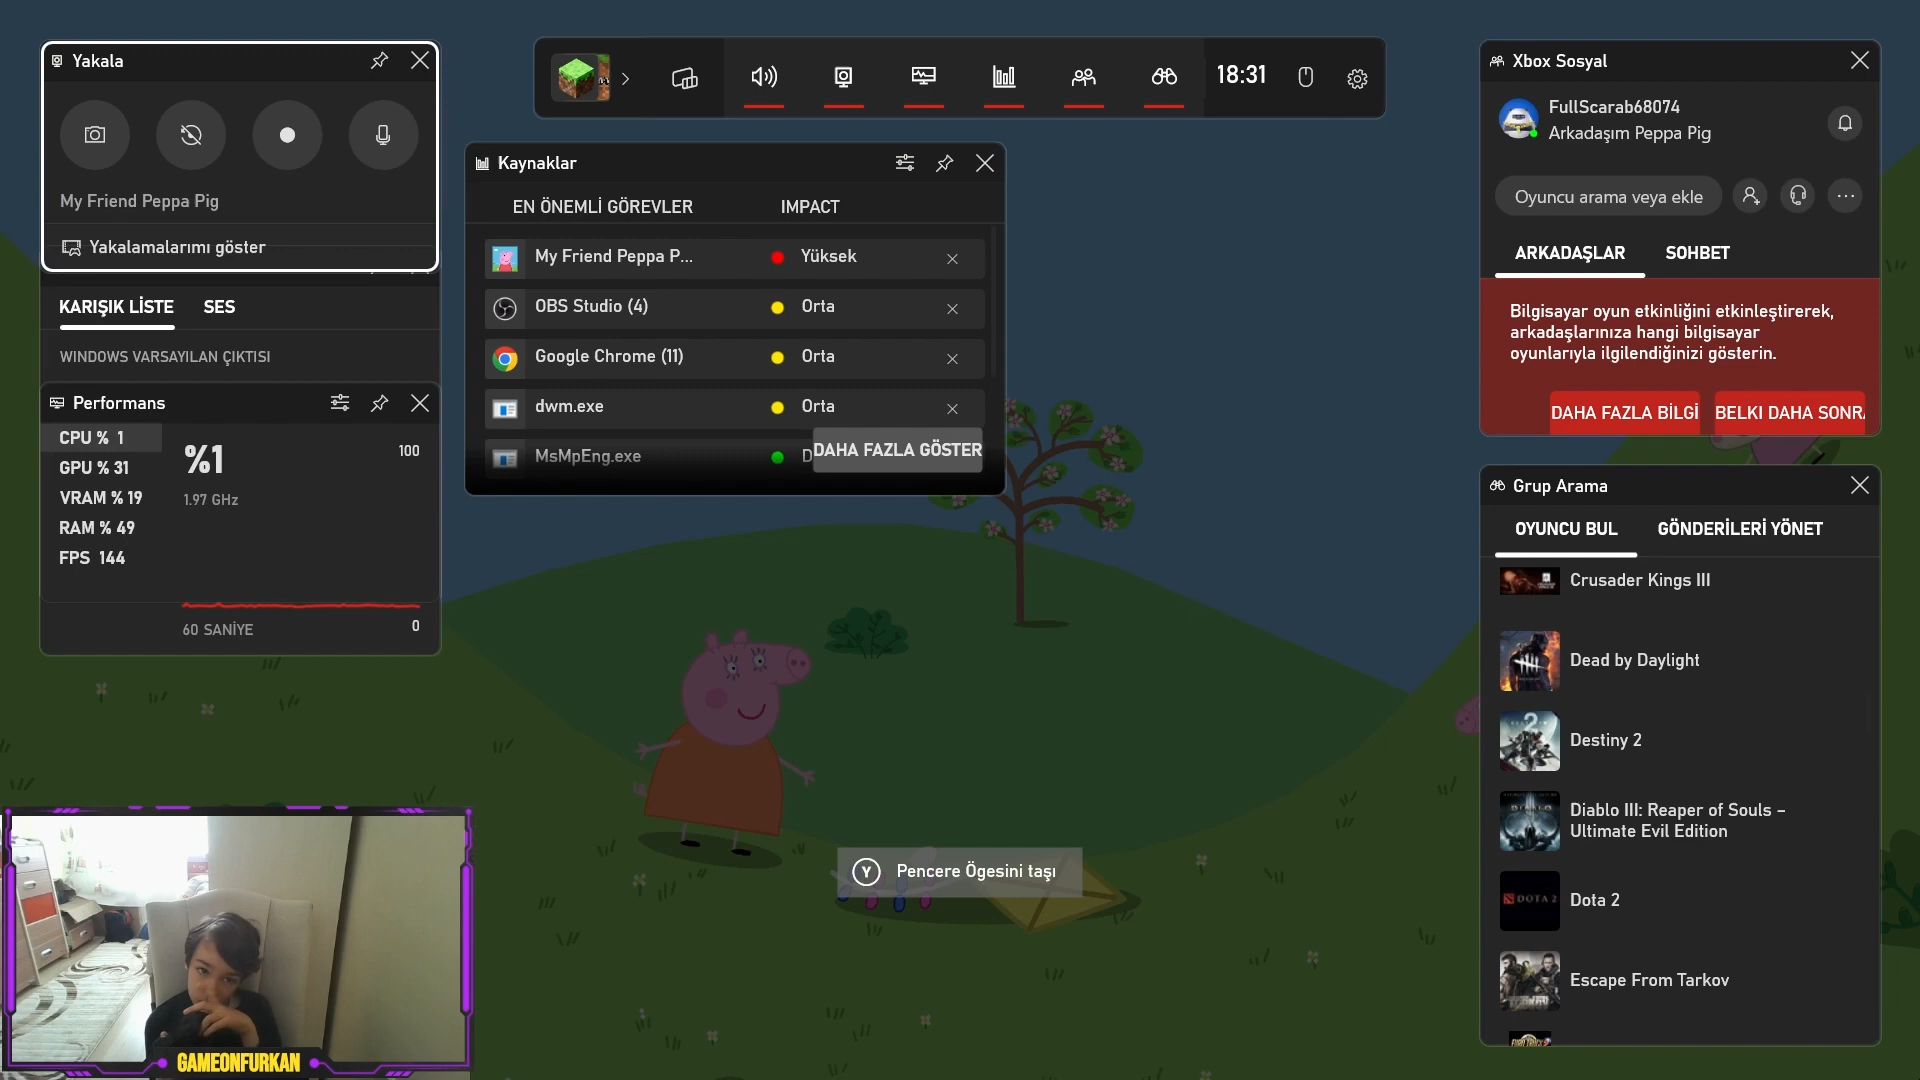 Yakala
My Friend Peppa Pig
Yakalamalarımı göster
KARIŞIK LİSTE SES
WINDOWS VARSAYILAN ÇIKTISI
Performans
CPU % 1
GPU % 31
VRAM % 19
RAM % 49
FPS 144
%1
1.97 GHz
100
60 SANİYE
0
18:31
Kaynaklar
EN ÖNEMLİ GÖREVLER IMPACT
My Friend Peppa P... Yüksek
OBS Studio (4) Orta
Google Chrome (11) Orta
dwm.exe Orta
MsMpEng.exe D
DAHA FAZLA GÖSTER
Xbox Sosyal
FullScarab68074
Arkadaşım Peppa Pig
Oyuncu arama veya ekle
ARKADAŞLAR SOHBET
Bilgisayar oyun etkinliğini etkinleştirerek,
arkadaşlarınıza hangi bilgisayar
oyunlarıyla ilgilendiğinizi gösterin.
DAHA FAZLA BİLGİ BELKI DAHA SONRA
Grup Arama
OYUNCU BUL GÖNDERİLERİ YÖNET
Crusader Kings III
Dead by Daylight
2
Destiny 2
DIABLO
Diablo III: Reaper of Souls –
Ultimate Evil Edition
DOTA 2
Dota 2
Escape From Tarkov
Y Pencere Ögesini taşı
GAMEONFURKAN